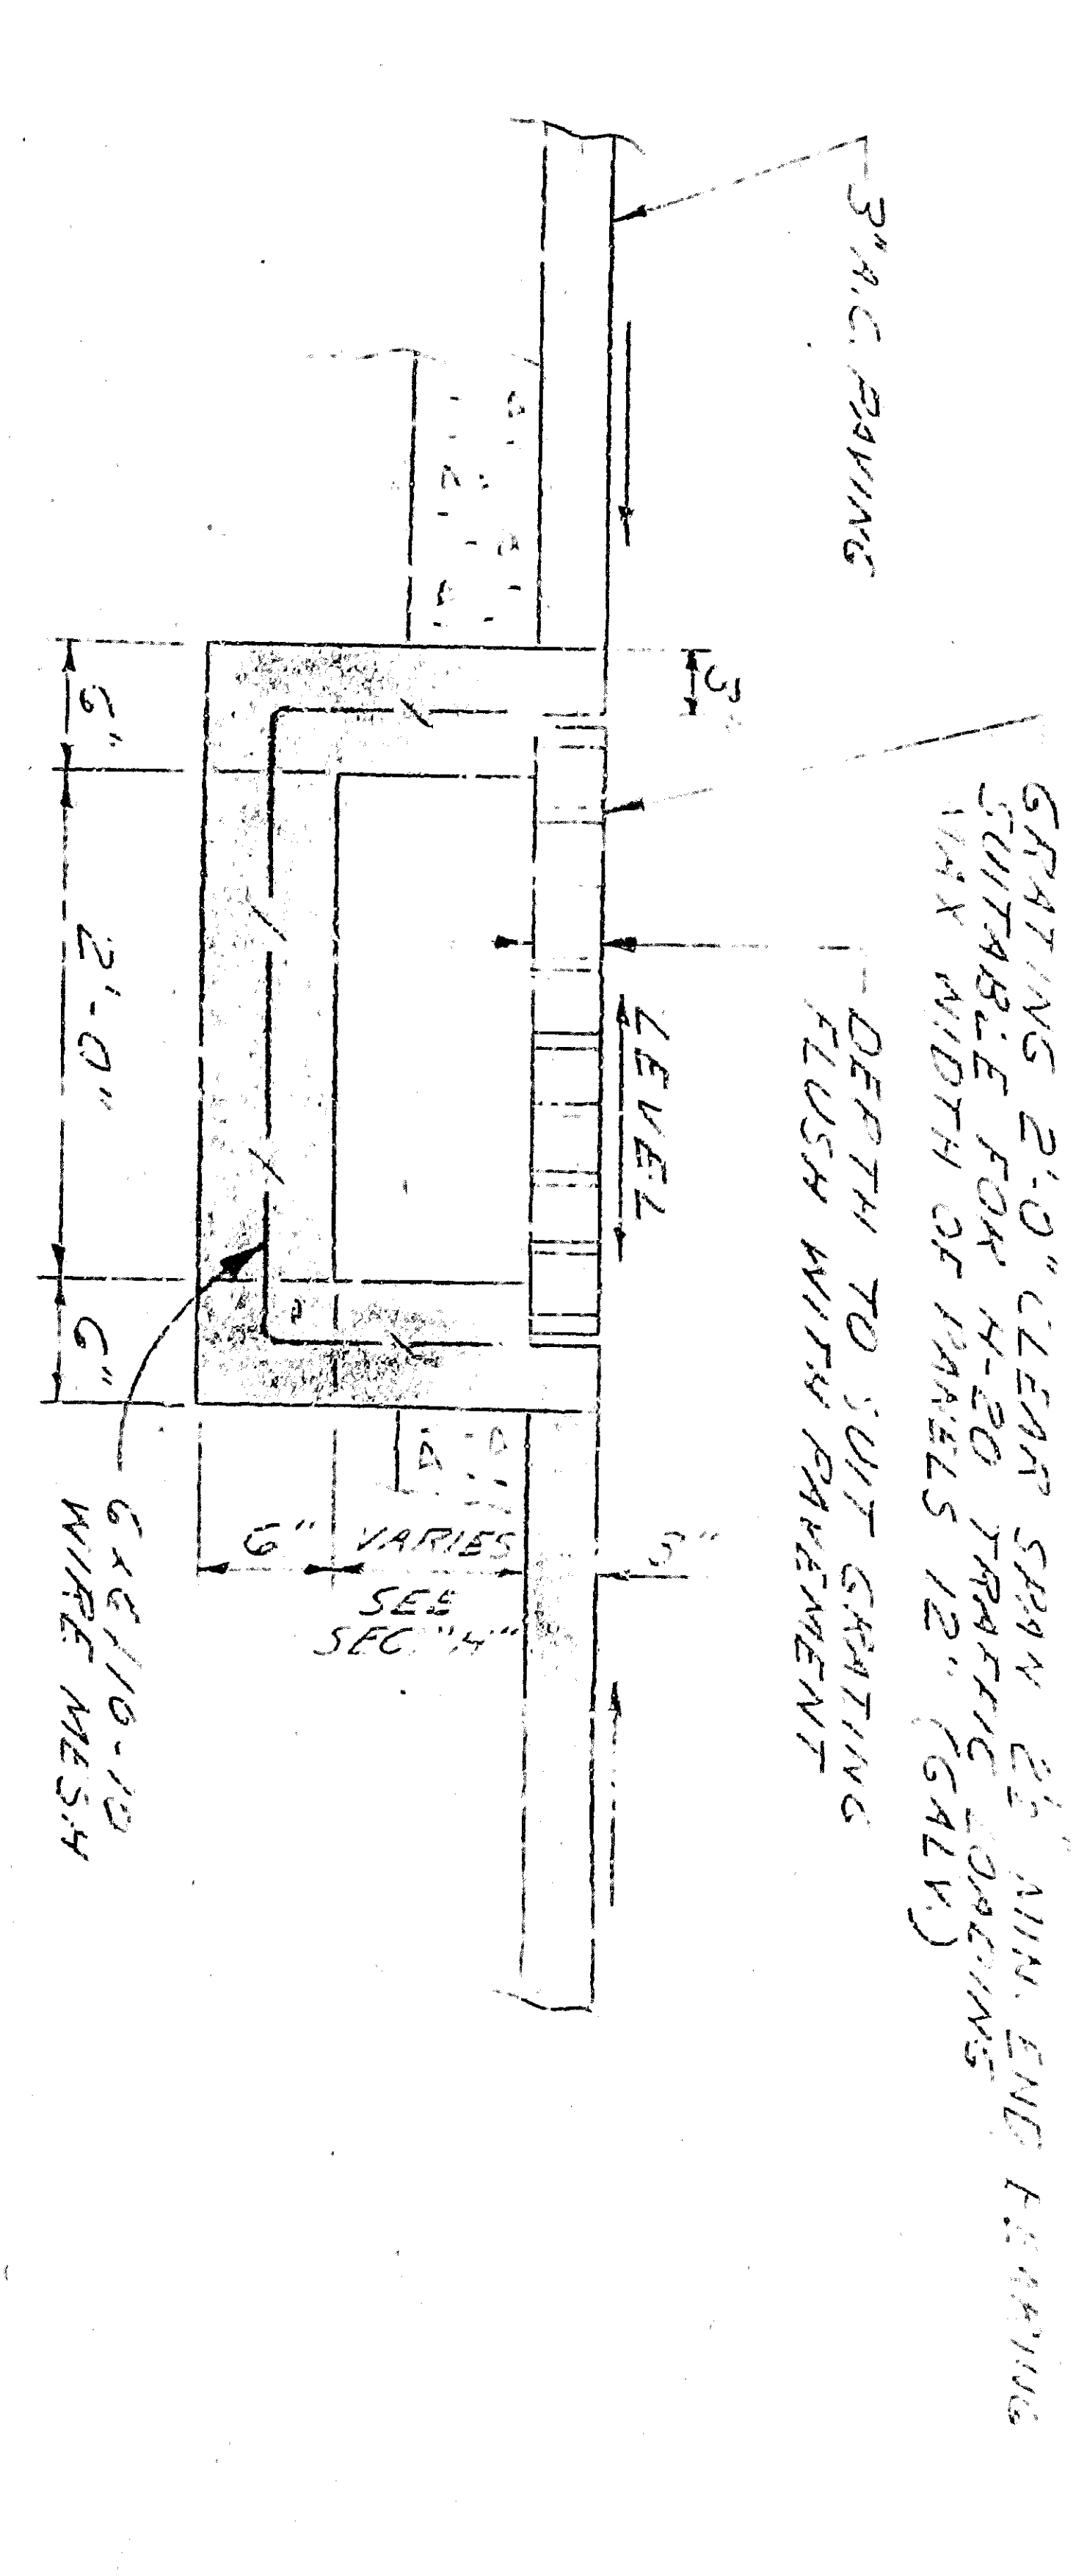 GRATING 2'-0" CLEAR SPAN 2½" MIN. END BEARING
SUITABLE FOR H-20 TRAFFIC LOADING
MAX WIDTH OF PANELS 12" (GALV.)
3" A.C. PAVING
DEPTH TO SUIT GRATING
FLUSH WITH PAVEMENT
3"
LEVEL
3"
VARIES
SEE
SEC. "H"
6"
6"
2'-0"
6"
6x6/10-10
WIRE MESH